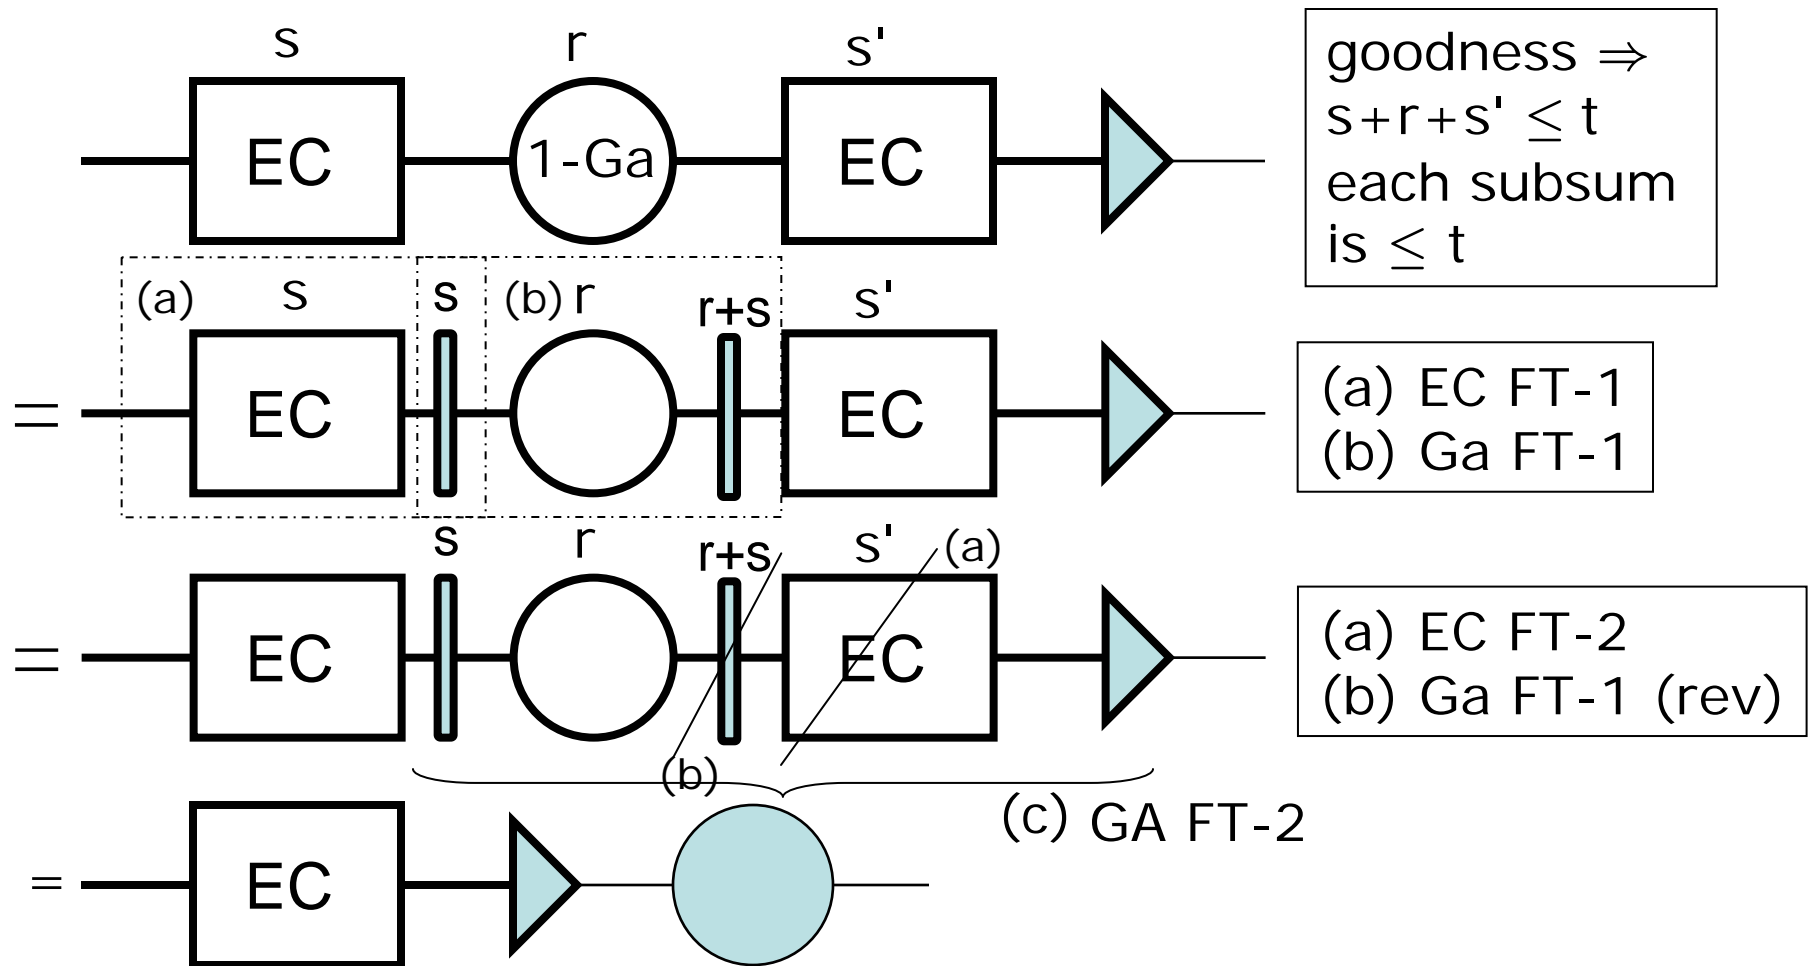 s r s'
EC 1-Ga EC
goodness ⇒
s+r+s' ≤ t
each subsum
is ≤ t
(a) s s (b) r r+s s'
= EC EC
(a) EC FT-1
(b) Ga FT-1
s r r+s s' (a)
= EC EC
(b)
(a) EC FT-2
(b) Ga FT-1 (rev)
(c) GA FT-2
= EC